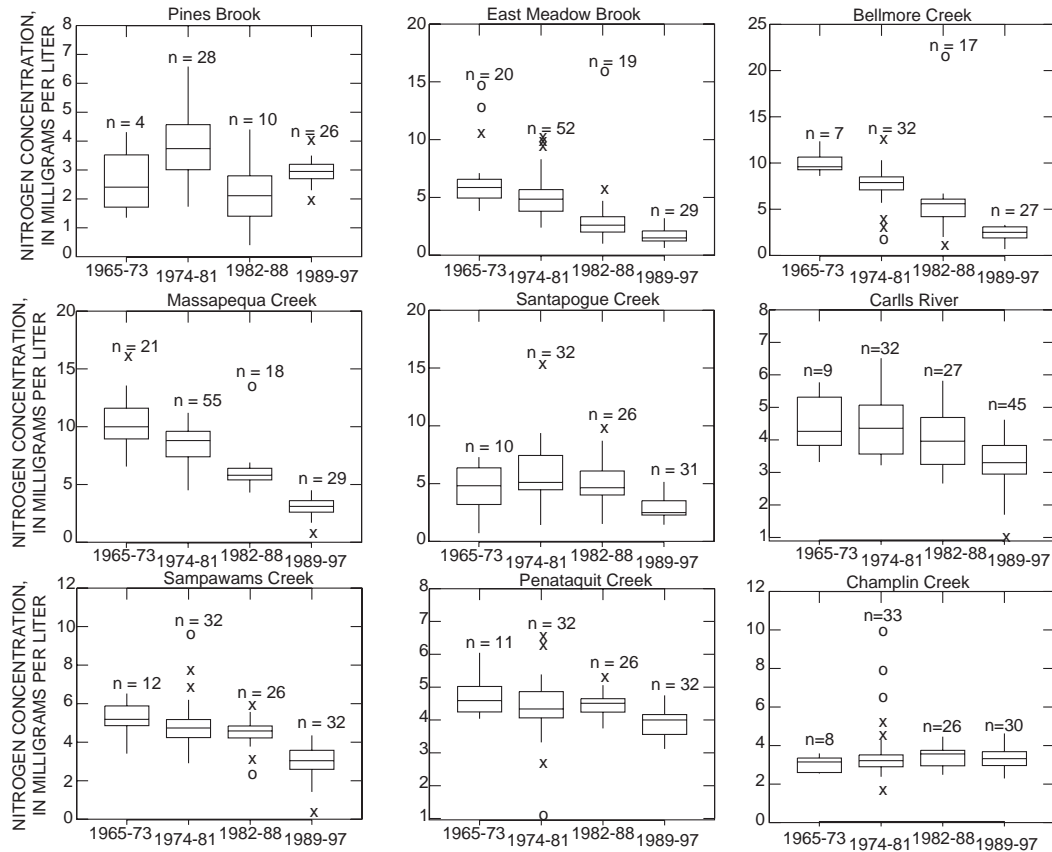 Pines Brook
NITROGEN CONCENTRATION,
IN MILLIGRAMS PER LITER
8
7
6
5
4
3
2
1
0
n = 4
n = 28
n = 10
n = 26
1965-73
1974-81
1982-88
1989-97
East Meadow Brook
20
15
10
5
0
n = 20
n = 52
n = 19
n = 29
1965-73
1974-81
1982-88
1989-97
Bellmore Creek
25
20
15
10
5
0
n = 7
n = 32
n = 17
n = 27
1965-73
1974-81
1982-88
1989-97
Massapequa Creek
NITROGEN CONCENTRATION,
IN MILLIGRAMS PER LITER
20
15
10
5
0
n = 21
n = 55
n = 18
n = 29
1965-73
1974-81
1982-88
1989-97
Santapogue Creek
20
15
10
5
0
n = 10
n = 32
n = 26
n = 31
1965-73
1974-81
1982-88
1989-97
Carlls River
8
7
6
5
4
3
2
1
n=9
n=32
n=27
n=45
1965-73
1974-81
1982-88
1989-97
Sampawams Creek
NITROGEN CONCENTRATION,
IN MILLIGRAMS PER LITER
12
10
8
6
4
2
0
n = 12
n = 32
n = 26
n = 32
1965-73
1974-81
1982-88
1989-97
Penataquit Creek
8
7
6
5
4
3
2
1
n = 11
n = 32
n = 26
n = 32
1965-73
1974-81
1982-88
1989-97
Champlin Creek
12
10
8
6
4
2
0
n=8
n=33
n=26
n=30
1965-73
1974-81
1982-88
1989-97